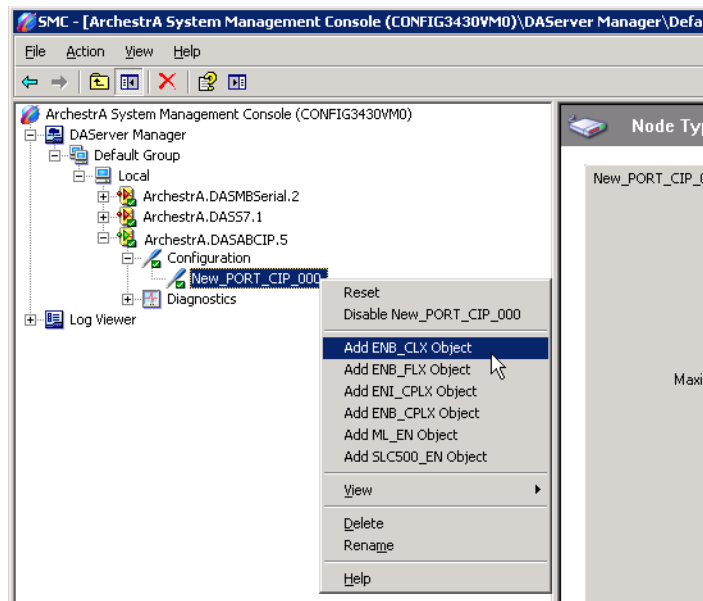 SMC - [ArchestrA System Management Console (CONFIG3430VM0)\DAServer Manager\Defa
File Action View Help
ArchestrA System Management Console (CONFIG3430VM0)
DAServer Manager
Default Group
Local
ArchestrA.DASMBSerial.2
ArchestrA.DASS7.1
ArchestrA.DASABCIP.5
Configuration
New_PORT_CIP_000
Diagnostics
Log Viewer
Node Typ
New_PORT_CIP_0
Maxi
Reset
Disable New_PORT_CIP_000
Add ENB_CLX Object
Add ENB_FLX Object
Add ENI_CPLX Object
Add ENB_CPLX Object
Add ML_EN Object
Add SLC500_EN Object
View
Delete
Rename
Help